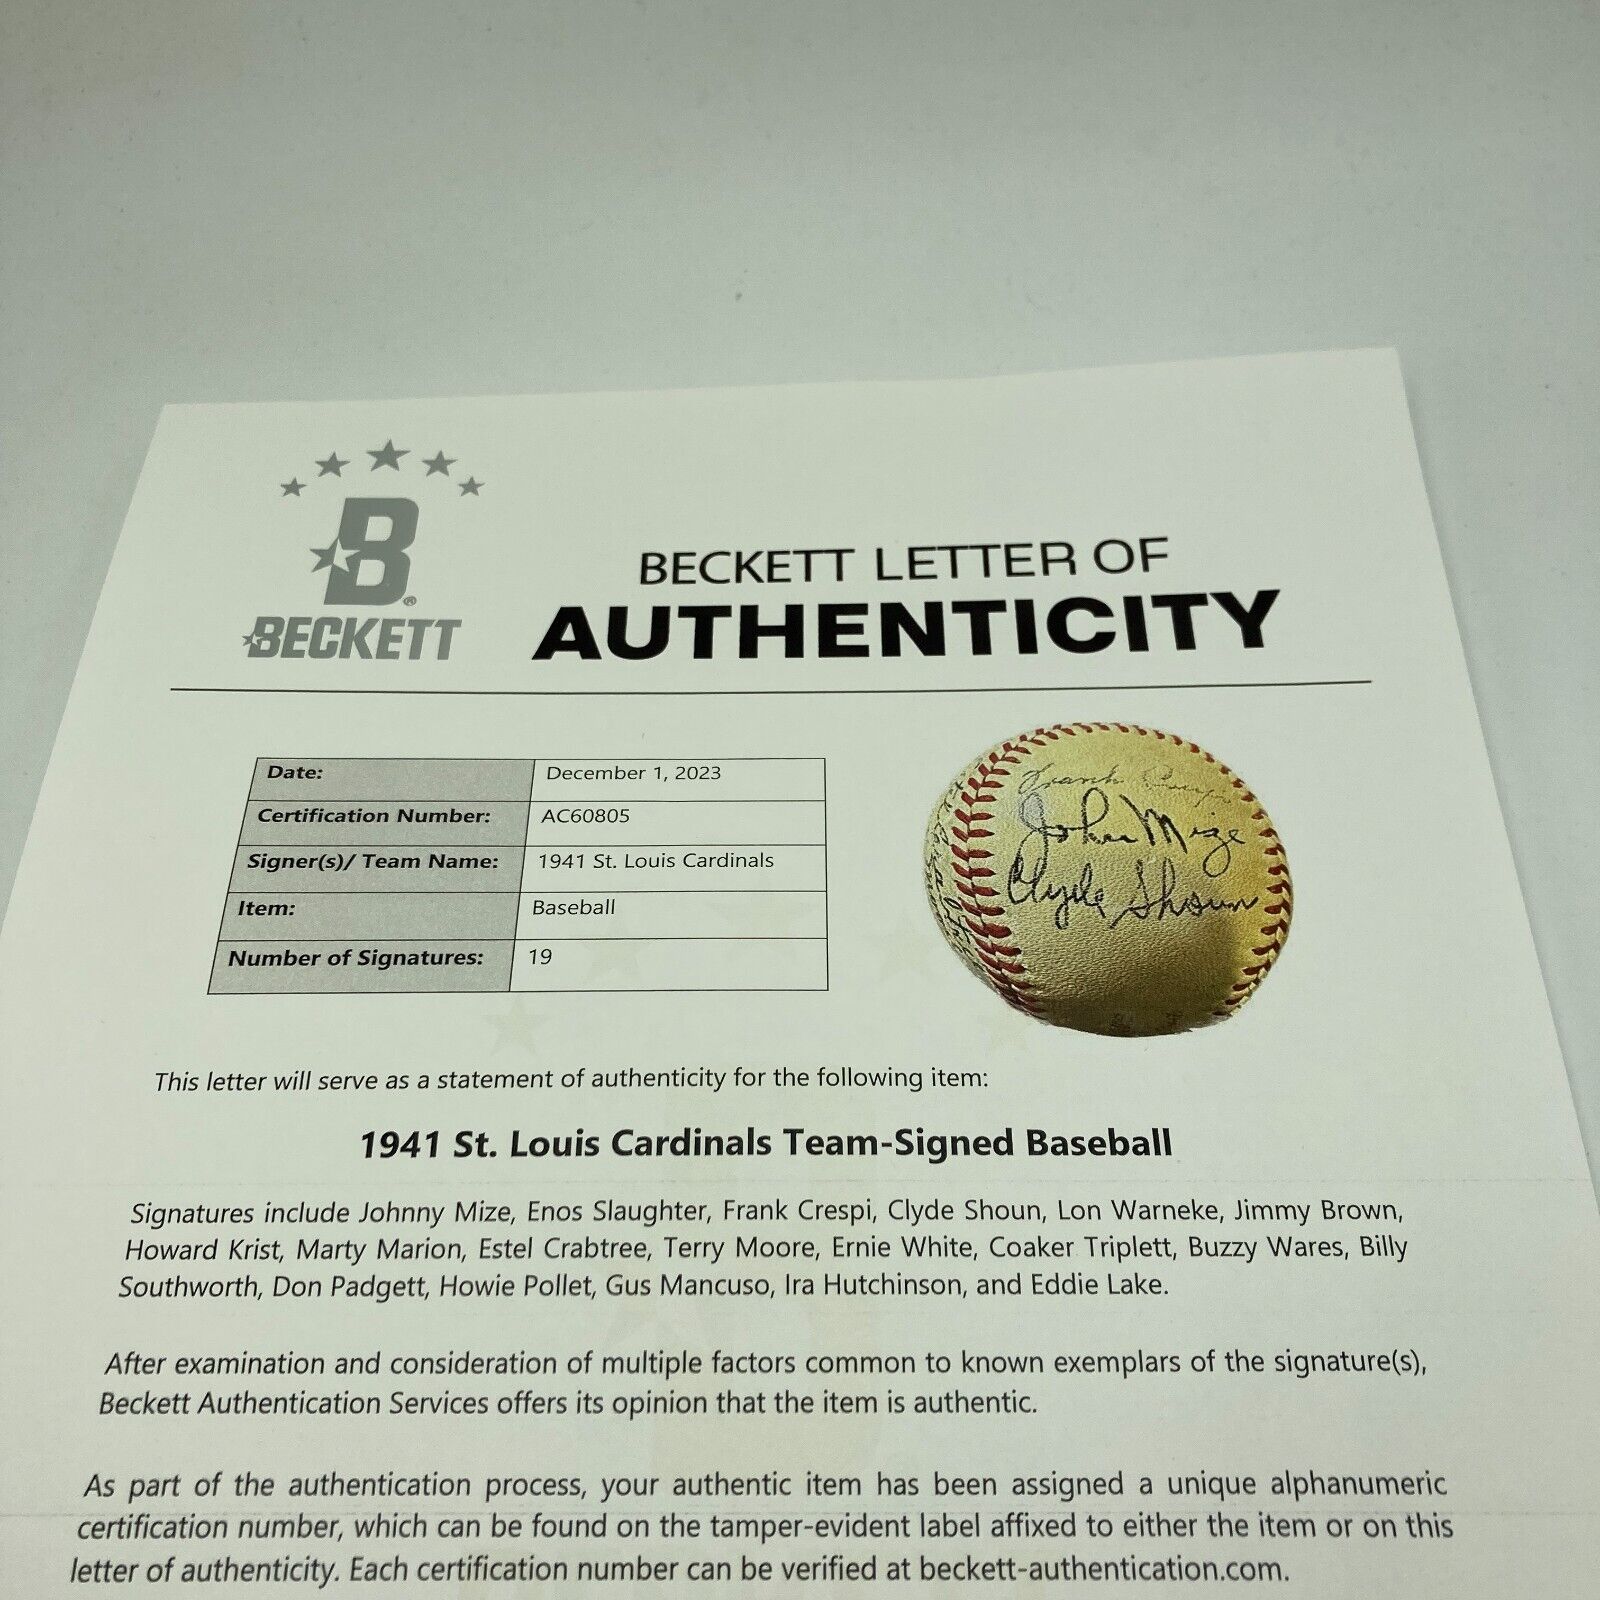 B®
BECKETT
BECKETT LETTER OF
AUTHENTICITY
Date: December 1, 2023
Certification Number: AC60805
Signer(s)/ Team Name: 1941 St. Louis Cardinals
Item: Baseball
Number of Signatures: 19
Frank Crespi
John Mize
Clyde Shoun
This letter will serve as a statement of authenticity for the following item:
1941 St. Louis Cardinals Team-Signed Baseball
Signatures include Johnny Mize, Enos Slaughter, Frank Crespi, Clyde Shoun, Lon Warneke, Jimmy Brown,
Howard Krist, Marty Marion, Estel Crabtree, Terry Moore, Ernie White, Coaker Triplett, Buzzy Wares, Billy
Southworth, Don Padgett, Howie Pollet, Gus Mancuso, Ira Hutchinson, and Eddie Lake.
After examination and consideration of multiple factors common to known exemplars of the signature(s),
Beckett Authentication Services offers its opinion that the item is authentic.
As part of the authentication process, your authentic item has been assigned a unique alphanumeric
certification number, which can be found on the tamper-evident label affixed to either the item or on this
letter of authenticity. Each certification number can be verified at beckett-authentication.com.